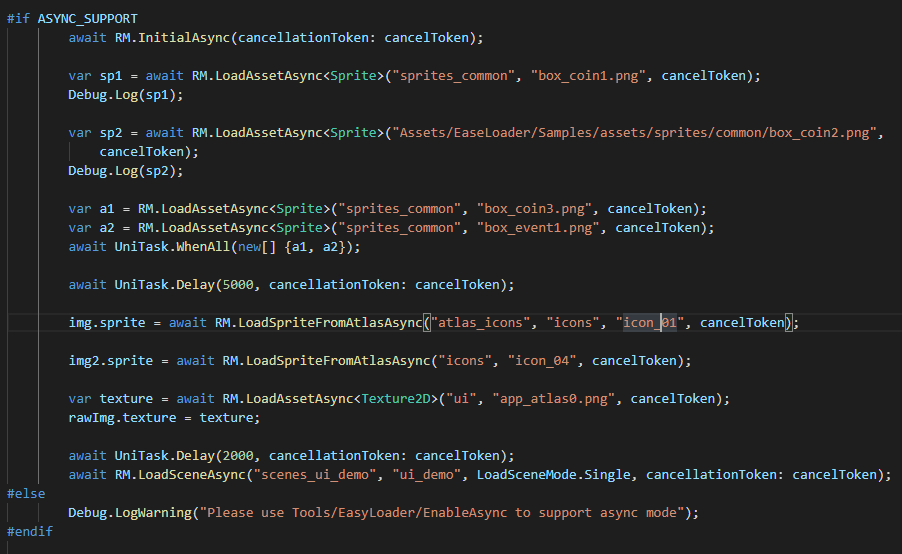 #if ASYNC_SUPPORT
await RM.InitialAsync(cancellationToken: cancelToken);
var sp1 = await RM.LoadAssetAsync<Sprite>("sprites_common", "box_coin1.png", cancelToken);
Debug.Log(sp1);
var sp2 = await RM.LoadAssetAsync<Sprite>("Assets/EaseLoader/Samples/assets/sprites/common/box_coin2.png",
cancelToken);
Debug.Log(sp2);
var a1 = RM.LoadAssetAsync<Sprite>("sprites_common", "box_coin3.png", cancelToken);
var a2 = RM.LoadAssetAsync<Sprite>("sprites_common", "box_event1.png", cancelToken);
await UniTask.WhenAll(new[] {a1, a2});
await UniTask.Delay(5000, cancellationToken: cancelToken);
img.sprite = await RM.LoadSpriteFromAtlasAsync("atlas_icons", "icons", "icon_01", cancelToken);
img2.sprite = await RM.LoadSpriteFromAtlasAsync("icons", "icon_04", cancelToken);
var texture = await RM.LoadAssetAsync<Texture2D>("ui", "app_atlas0.png", cancelToken);
rawImg.texture = texture;
await UniTask.Delay(2000, cancellationToken: cancelToken);
await RM.LoadSceneAsync("scenes_ui_demo", "ui_demo", LoadSceneMode.Single, cancellationToken: cancelToken);
#else
Debug.LogWarning("Please use Tools/EasyLoader/EnableAsync to support async mode");
#endif